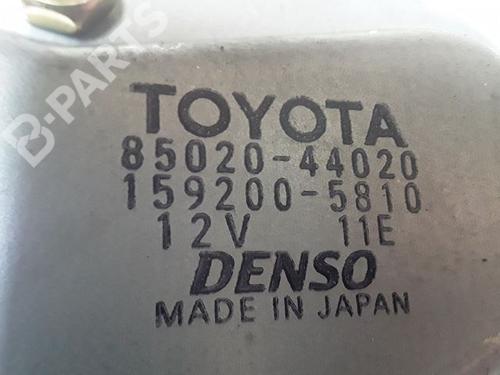 B-PARTS
TOYOTA
85020-44020
159200-5810
12V 11E
DENSO
MADE IN JAPAN